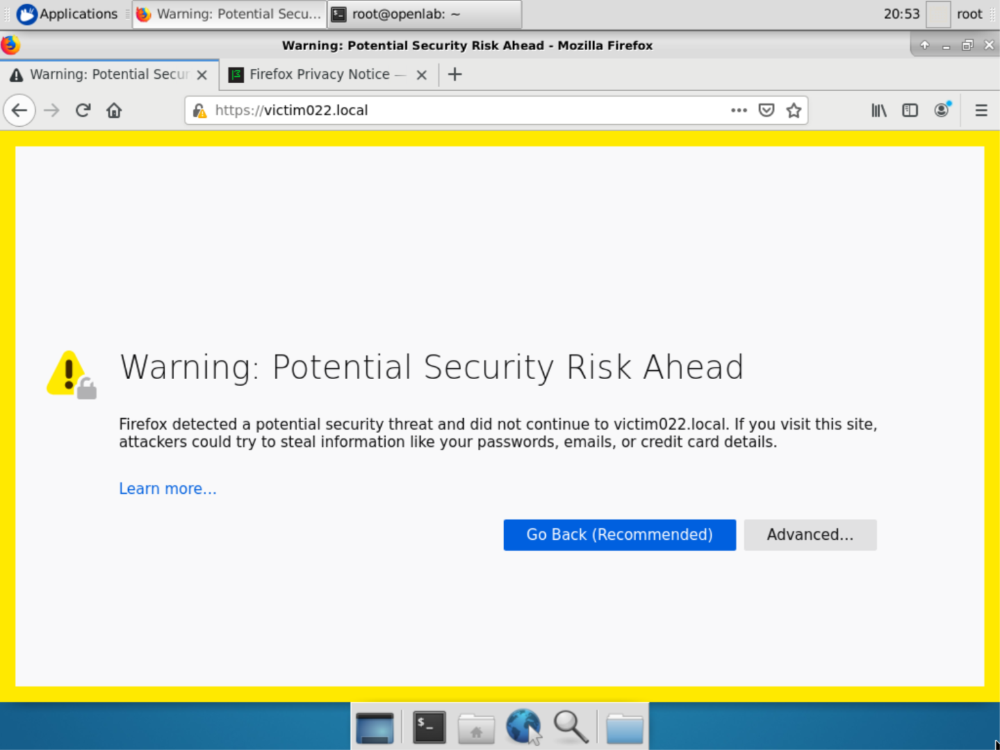 Applications Warning: Potential Secu... root@openlab: ~ 20:53 root
Warning: Potential Security Risk Ahead - Mozilla Firefox
Warning: Potential Secur Firefox Privacy Notice —
https://victim022.local
Warning: Potential Security Risk Ahead
Firefox detected a potential security threat and did not continue to victim022.local. If you visit this site,
attackers could try to steal information like your passwords, emails, or credit card details.
Learn more...
Go Back (Recommended) Advanced...
$_